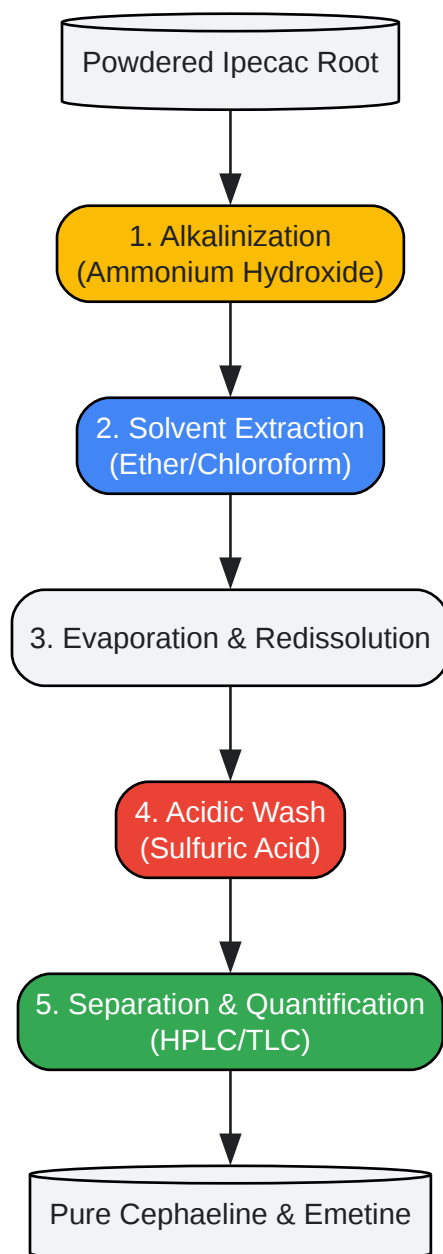 Powdered Ipecac Root
1. Alkalinization
(Ammonium Hydroxide)
2. Solvent Extraction
(Ether/Chloroform)
3. Evaporation & Redissolution
4. Acidic Wash
(Sulfuric Acid)
5. Separation & Quantification
(HPLC/TLC)
Pure Cephaeline & Emetine